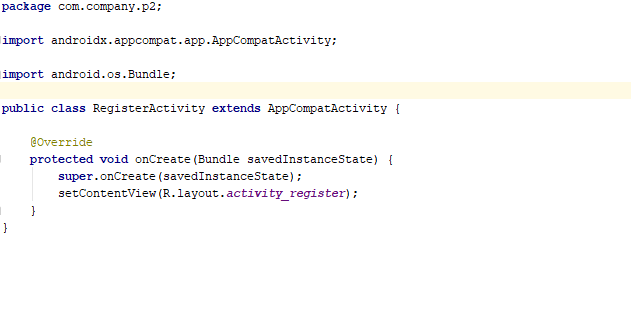 package com.company.p2;
import androidx.appcompat.app.AppCompatActivity;
import android.os.Bundle;
public class RegisterActivity extends AppCompatActivity {
@Override
protected void onCreate(Bundle savedInstanceState) {
super.onCreate(savedInstanceState);
setContentView(R.layout.activity_register);
}
}